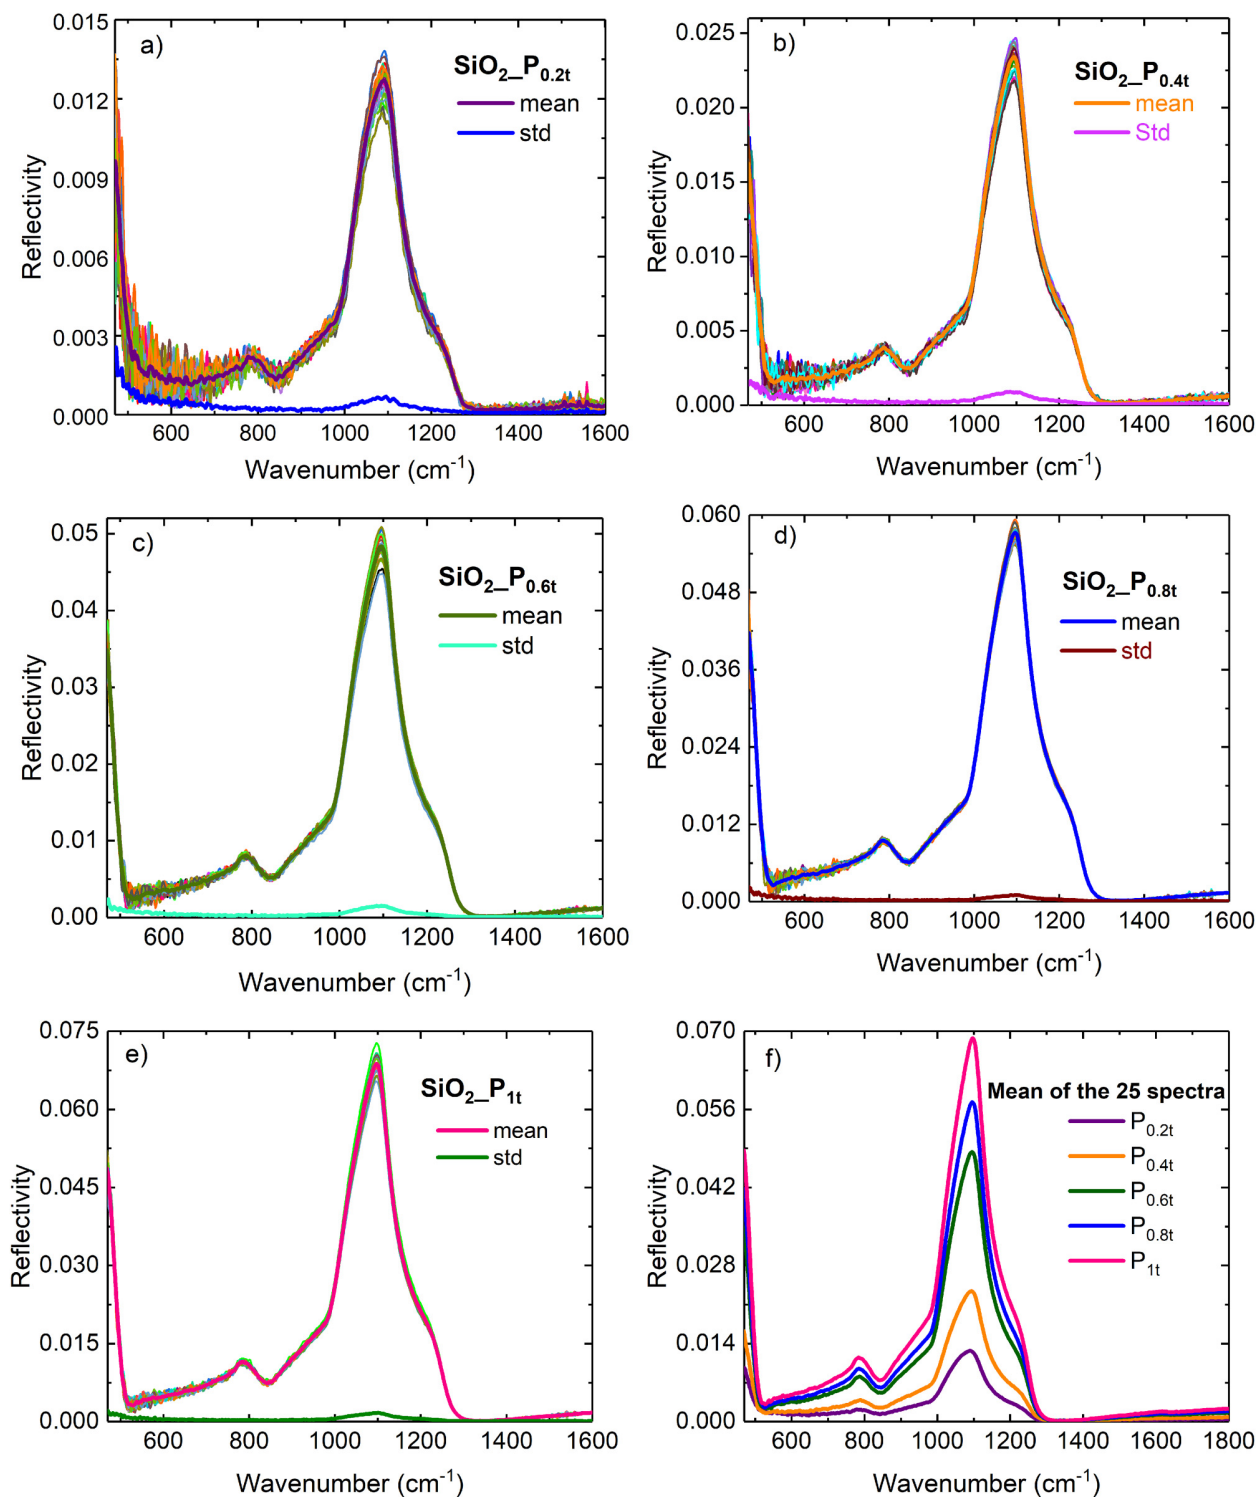 a)
SiO₂_P₀.₂ₜ
mean
std
Reflectivity
0.015
0.012
0.009
0.006
0.003
0.000
600 800 1000 1200 1400 1600
Wavenumber (cm⁻¹)
b)
SiO₂_P₀.₄ₜ
mean
Std
Reflectivity
0.025
0.020
0.015
0.010
0.005
0.000
600 800 1000 1200 1400 1600
Wavenumber (cm⁻¹)
c)
SiO₂_P₀.₆ₜ
mean
std
Reflectivity
0.05
0.04
0.03
0.02
0.01
0.00
600 800 1000 1200 1400 1600
Wavenumber (cm⁻¹)
d)
SiO₂_P₀.₈ₜ
mean
std
Reflectivity
0.060
0.048
0.036
0.024
0.012
0.000
600 800 1000 1200 1400 1600
Wavenumber (cm⁻¹)
e)
SiO₂_P₁ₜ
mean
std
Reflectivity
0.075
0.060
0.045
0.030
0.015
0.000
600 800 1000 1200 1400 1600
Wavenumber (cm⁻¹)
f)
Mean of the 25 spectra
P₀.₂ₜ
P₀.₄ₜ
P₀.₆ₜ
P₀.₈ₜ
P₁ₜ
Reflectivity
0.070
0.056
0.042
0.028
0.014
0.000
600 800 1000 1200 1400 1600 1800
Wavenumber (cm⁻¹)